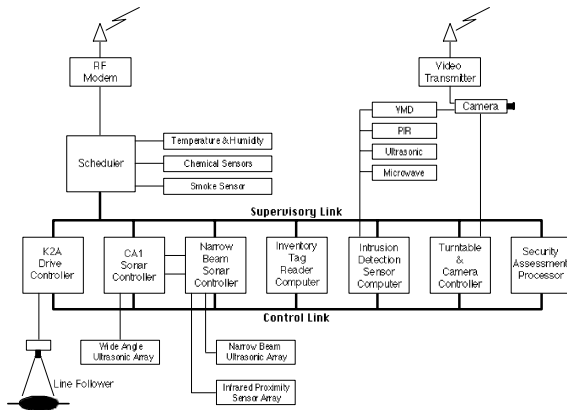 RF
Modem
Video
Transmitter
VMD
Camera
PIR
Ultrasonic
Microwave
Scheduler
Temperature & Humidity
Chemical Sensors
Smoke Sensor
Supervisory Link
K2A
Drive
Controller
CA1
Sonar
Controller
Narrow
Beam
Sonar Controller
Inventory
Tag
Reader
Computer
Intrusion
Detection
Sensor
Computer
Turntable
&
Camera
Controller
Security
Assessment
Processor
Control Link
Wide Angle
Ultrasonic Array
Narrow Beam
Ultrasonic Array
Line Follower
Infrared Proximity
Sensor Array